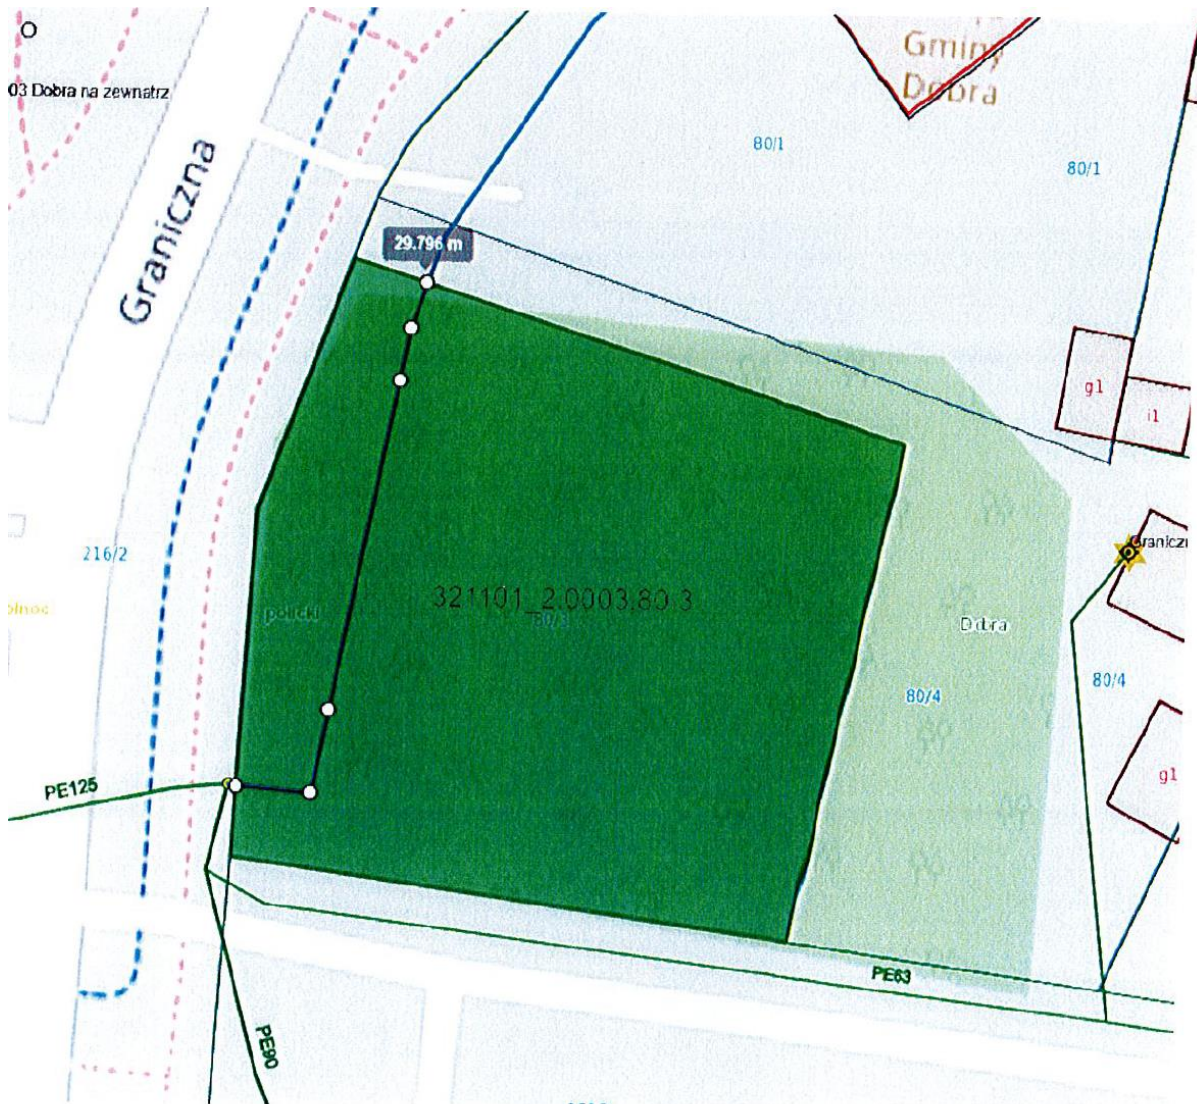 Gminy
Dobra
03 Dobra na zewnatrz
80/1
80/1
Graniczna
29.796 m
g1
i1
216/2
policki
321101_2.0003.80.3
80/3
Dobra
80/4
80/4
g1
PE125
PE63
PE90